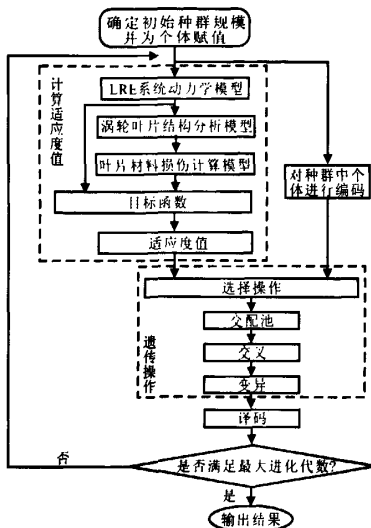 确定初始种群规模
并为个体赋值
计算适应度值
LRE系统动力学模型
涡轮叶片结构分析模型
叶片材料损伤计算模型
目标函数
适应度值
对种群中个
体进行编码
选择操作
遗传操作
交配池
交叉
变异
译码
是否满足最大进化代数?
否
是
输出结果